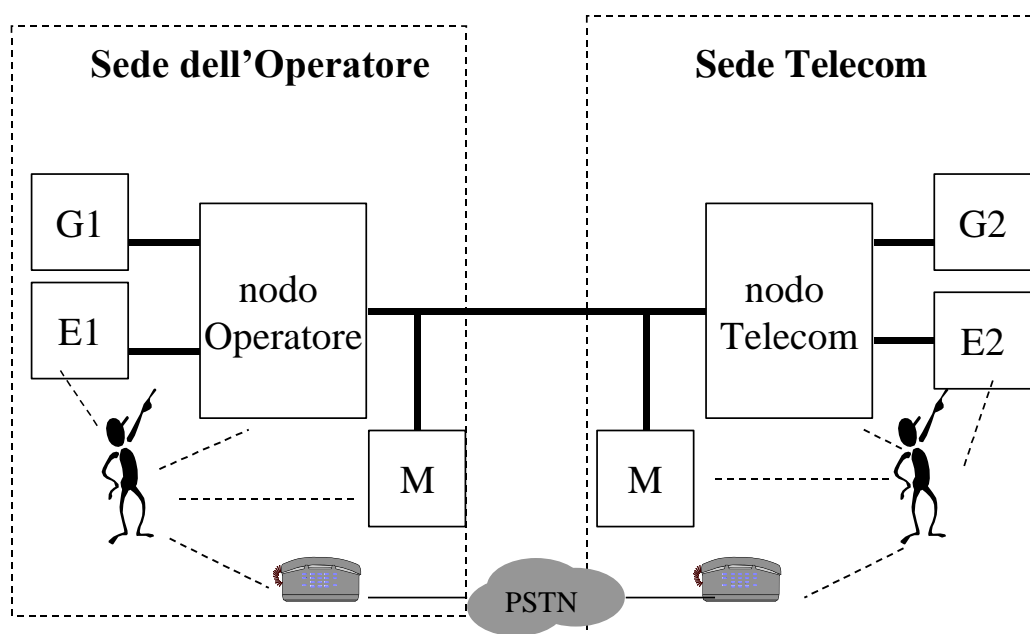 Sede dell’Operatore
Sede Telecom
G1
E1
nodo
Operatore
nodo
Telecom
G2
E2
M
M
PSTN